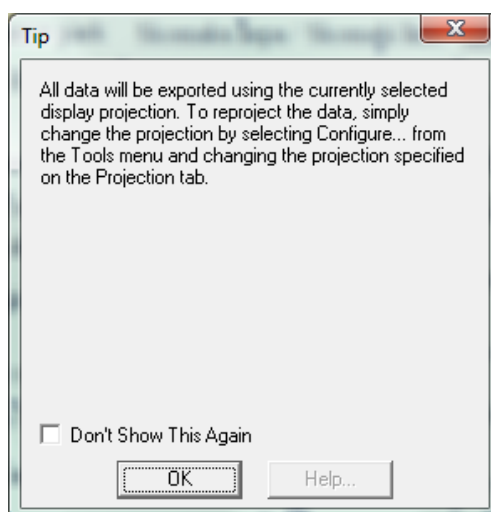 Tip
All data will be exported using the currently selected
display projection. To reproject the data, simply
change the projection by selecting Configure... from
the Tools menu and changing the projection specified
on the Projection tab.
Don't Show This Again
OK
Help...